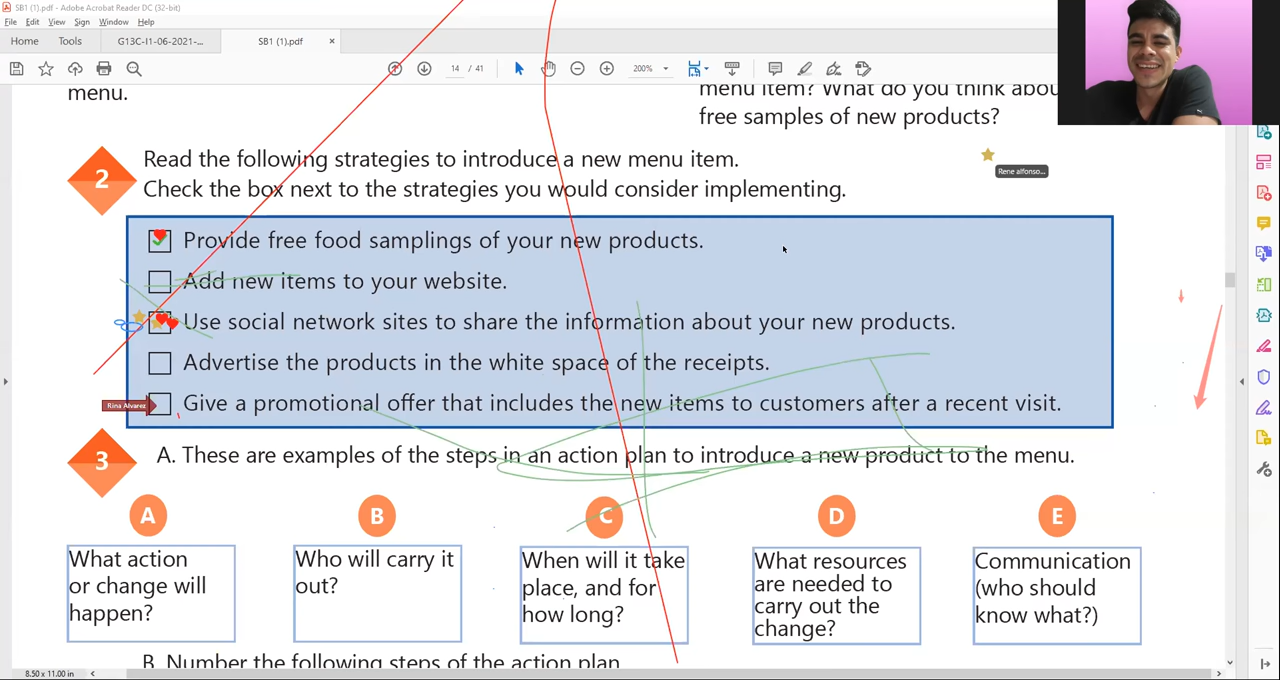 SB1 (1).pdf - Adobe Acrobat Reader DC (32-bit)
File Edit View Sign Window Help
Home Tools G13C-I1-06-2021-... SB1 (1).pdf ×
14 / 41 200%
menu.
menu item? What do you think abou
free samples of new products?
2
Read the following strategies to introduce a new menu item.
Check the box next to the strategies you would consider implementing.
Rene alfonso...
Provide free food samplings of your new products.
Add new items to your website.
Use social network sites to share the information about your new products.
Advertise the products in the white space of the receipts.
Rina Alvarez
Give a promotional offer that includes the new items to customers after a recent visit.
3
A. These are examples of the steps in an action plan to introduce a new product to the menu.
A
What action
or change will
happen?
B
Who will carry it
out?
C
When will it take
place, and for
how long?
D
What resources
are needed to
carry out the
change?
E
Communication
(who should
know what?)
B. Number the following steps of the action plan
8.50 x 11.00 in